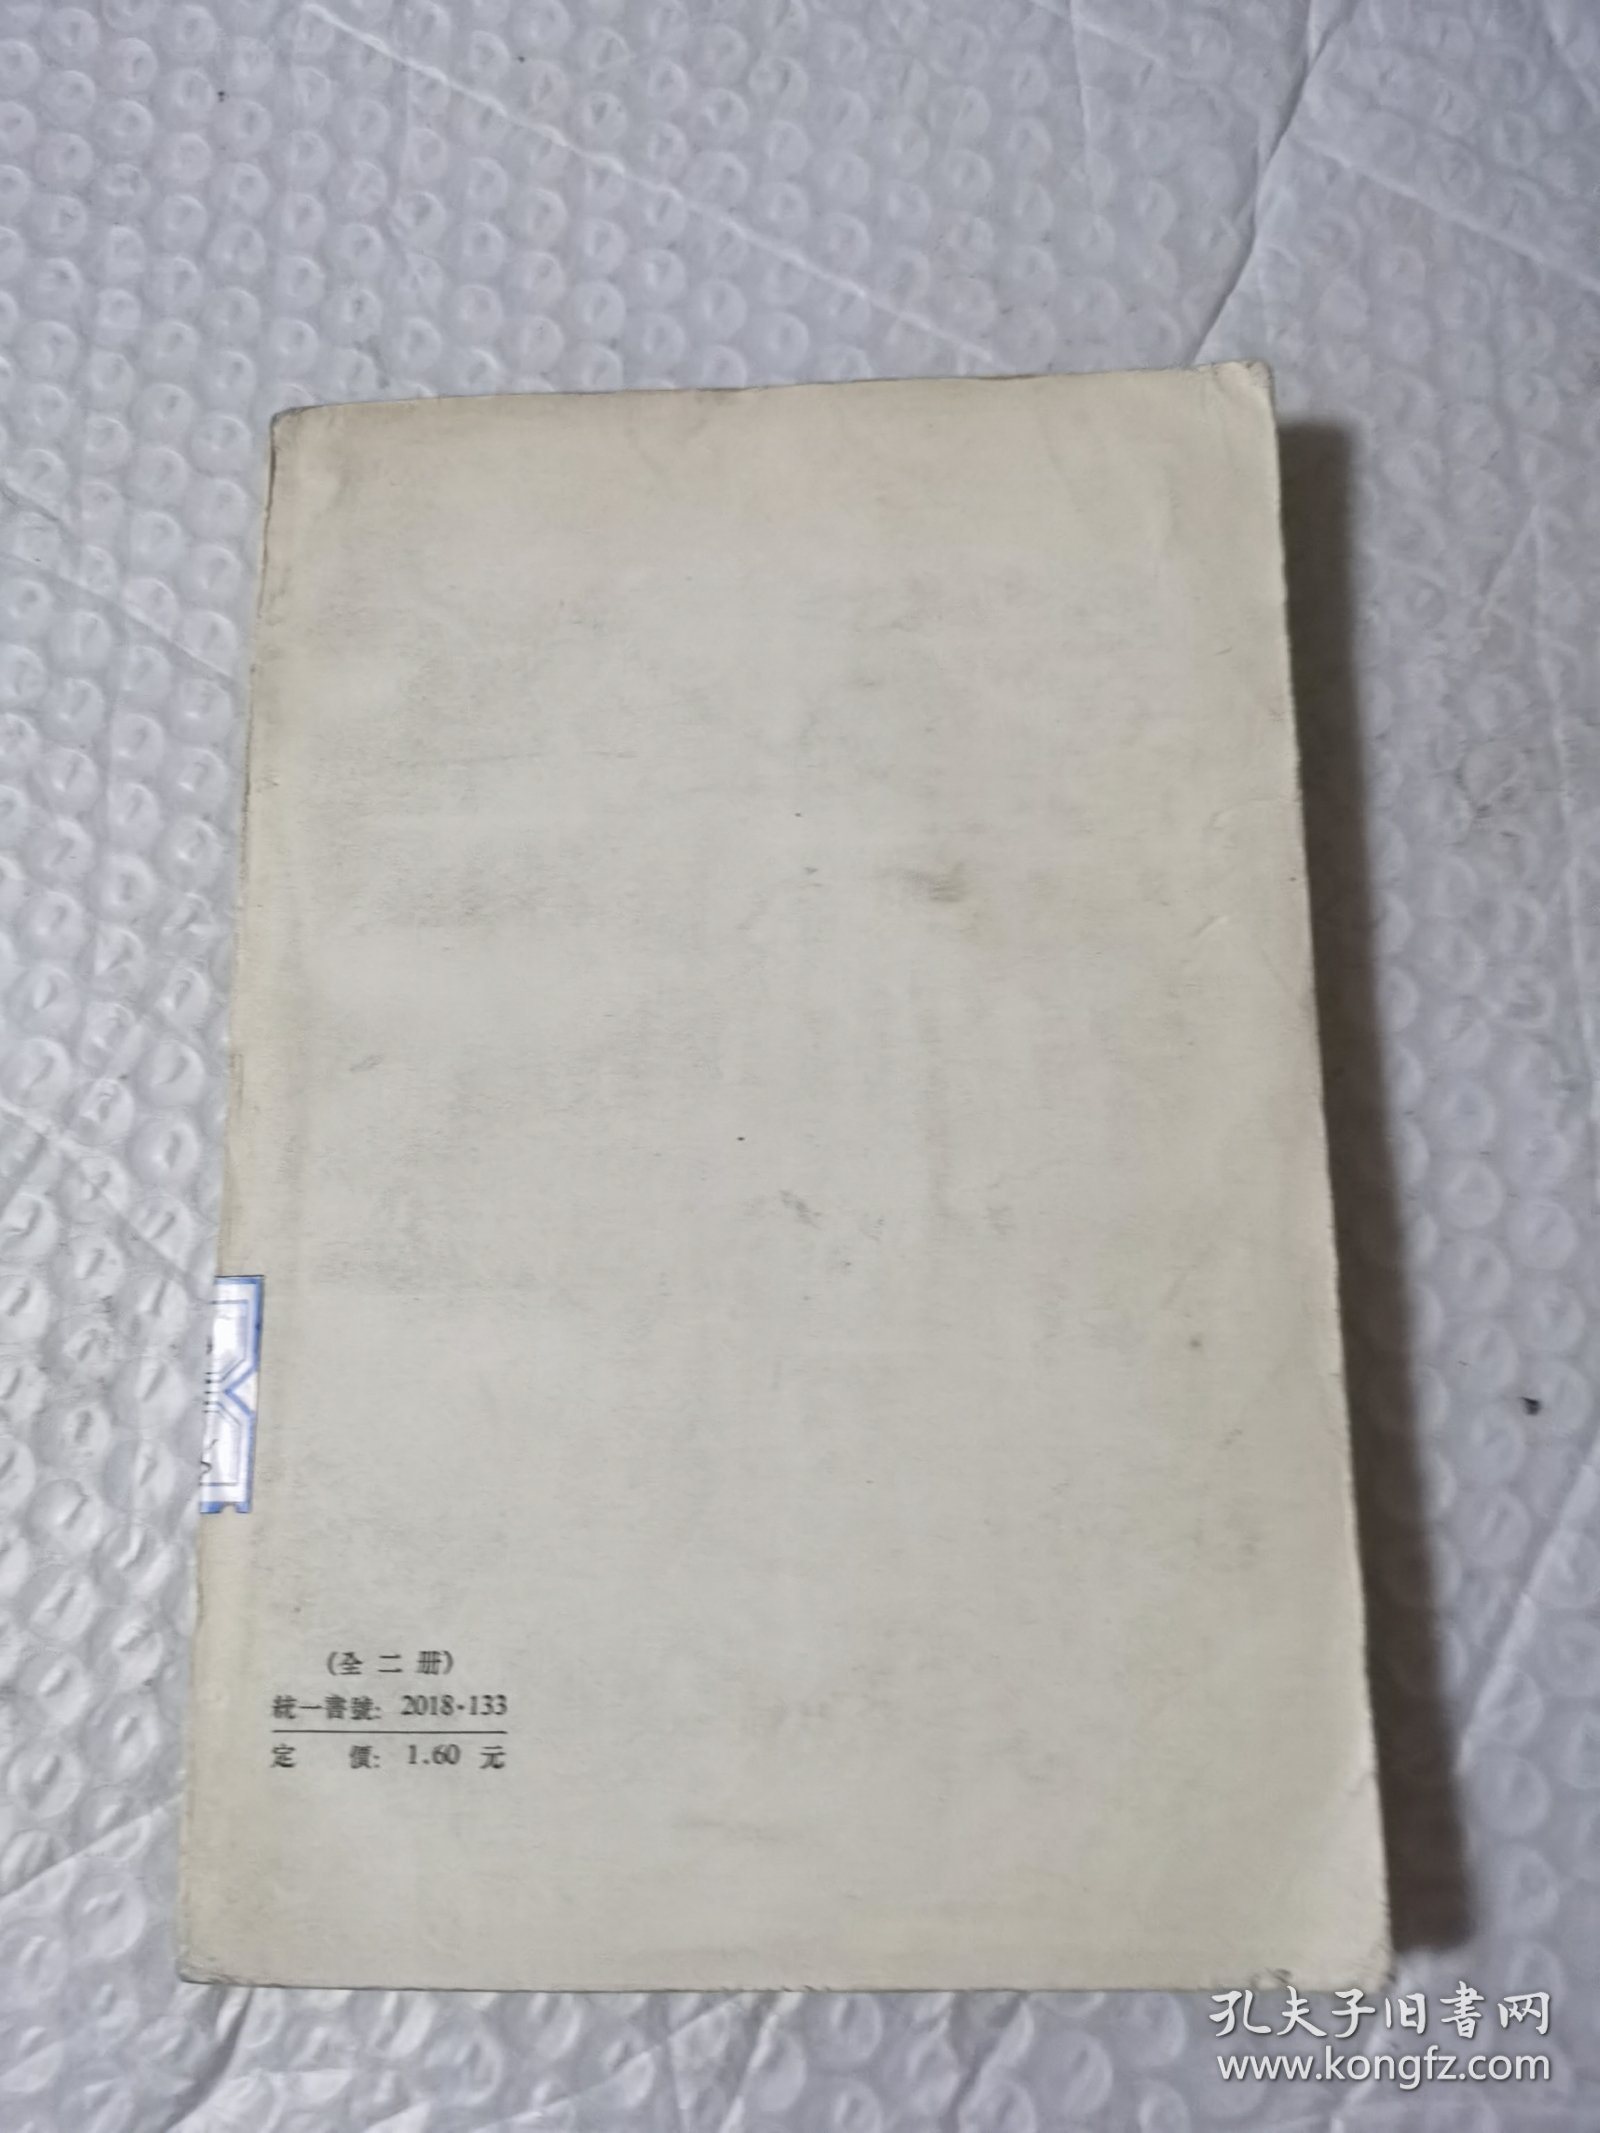 (全二册)
統一書號: 2018·133
定 價: 1.60 元
孔夫子旧書网
www.kongfz.com